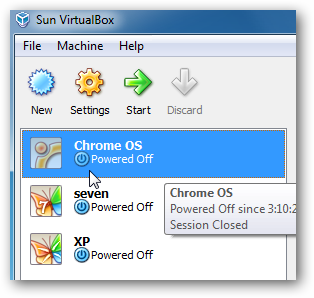 Sun VirtualBox
File Machine Help
New Settings Start Discard
Chrome OS
Powered Off
seven
Powered Off
Chrome OS
Powered Off since 3:10:2
Session Closed
XP
Powered Off